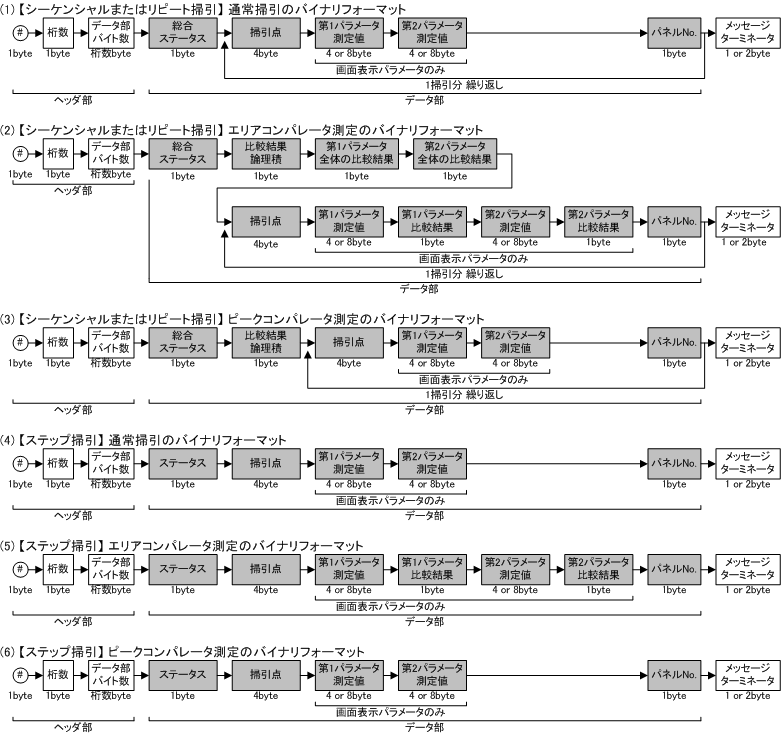 (1)【シーケンシャルまたはリピート掃引】通常掃引のバイナリフォーマット
# 桁数 データ部 バイト数 総合 ステータス 掃引点 第1パラメータ 測定値 第2パラメータ 測定値 パネルNo. メッセージ ターミネータ
1byte 1byte 桁数byte 1byte 4byte 4 or 8byte 4 or 8byte 1byte 1 or 2byte
画面表示パラメータのみ
1掃引分 繰り返し
ヘッダ部 データ部
(2)【シーケンシャルまたはリピート掃引】エリアコンパレータ測定のバイナリフォーマット
# 桁数 データ部 バイト数 総合 ステータス 比較結果 論理積 第1パラメータ 全体の比較結果 第2パラメータ 全体の比較結果
1byte 1byte 桁数byte 1byte 1byte 1byte 1byte
ヘッダ部
掃引点 第1パラメータ 測定値 第1パラメータ 比較結果 第2パラメータ 測定値 第2パラメータ 比較結果 パネルNo. メッセージ ターミネータ
4byte 4 or 8byte 1byte 4 or 8byte 1byte 1byte 1 or 2byte
画面表示パラメータのみ
1掃引分 繰り返し
データ部
(3)【シーケンシャルまたはリピート掃引】ピークコンパレータ測定のバイナリフォーマット
# 桁数 データ部 バイト数 総合 ステータス 比較結果 論理積 掃引点 第1パラメータ 測定値 第2パラメータ 測定値 パネルNo. メッセージ ターミネータ
1byte 1byte 桁数byte 1byte 1byte 4byte 4 or 8byte 4 or 8byte 1byte 1 or 2byte
画面表示パラメータのみ
1掃引分 繰り返し
ヘッダ部 データ部
(4)【ステップ掃引】通常掃引のバイナリフォーマット
# 桁数 データ部 バイト数 ステータス 掃引点 第1パラメータ 測定値 第2パラメータ 測定値 パネルNo. メッセージ ターミネータ
1byte 1byte 桁数byte 1byte 4byte 4 or 8byte 4 or 8byte 1byte 1 or 2byte
画面表示パラメータのみ
ヘッダ部 データ部
(5)【ステップ掃引】エリアコンパレータ測定のバイナリフォーマット
# 桁数 データ部 バイト数 ステータス 掃引点 第1パラメータ 測定値 第1パラメータ 比較結果 第2パラメータ 測定値 第2パラメータ 比較結果 パネルNo. メッセージ ターミネータ
1byte 1byte 桁数byte 1byte 4byte 4 or 8byte 1byte 4 or 8byte 1byte 1byte 1 or 2byte
画面表示パラメータのみ
ヘッダ部 データ部
(6)【ステップ掃引】ピークコンパレータ測定のバイナリフォーマット
# 桁数 データ部 バイト数 ステータス 掃引点 第1パラメータ 測定値 第2パラメータ 測定値 パネルNo. メッセージ ターミネータ
1byte 1byte 桁数byte 1byte 4byte 4 or 8byte 4 or 8byte 1byte 1 or 2byte
画面表示パラメータのみ
ヘッダ部 データ部